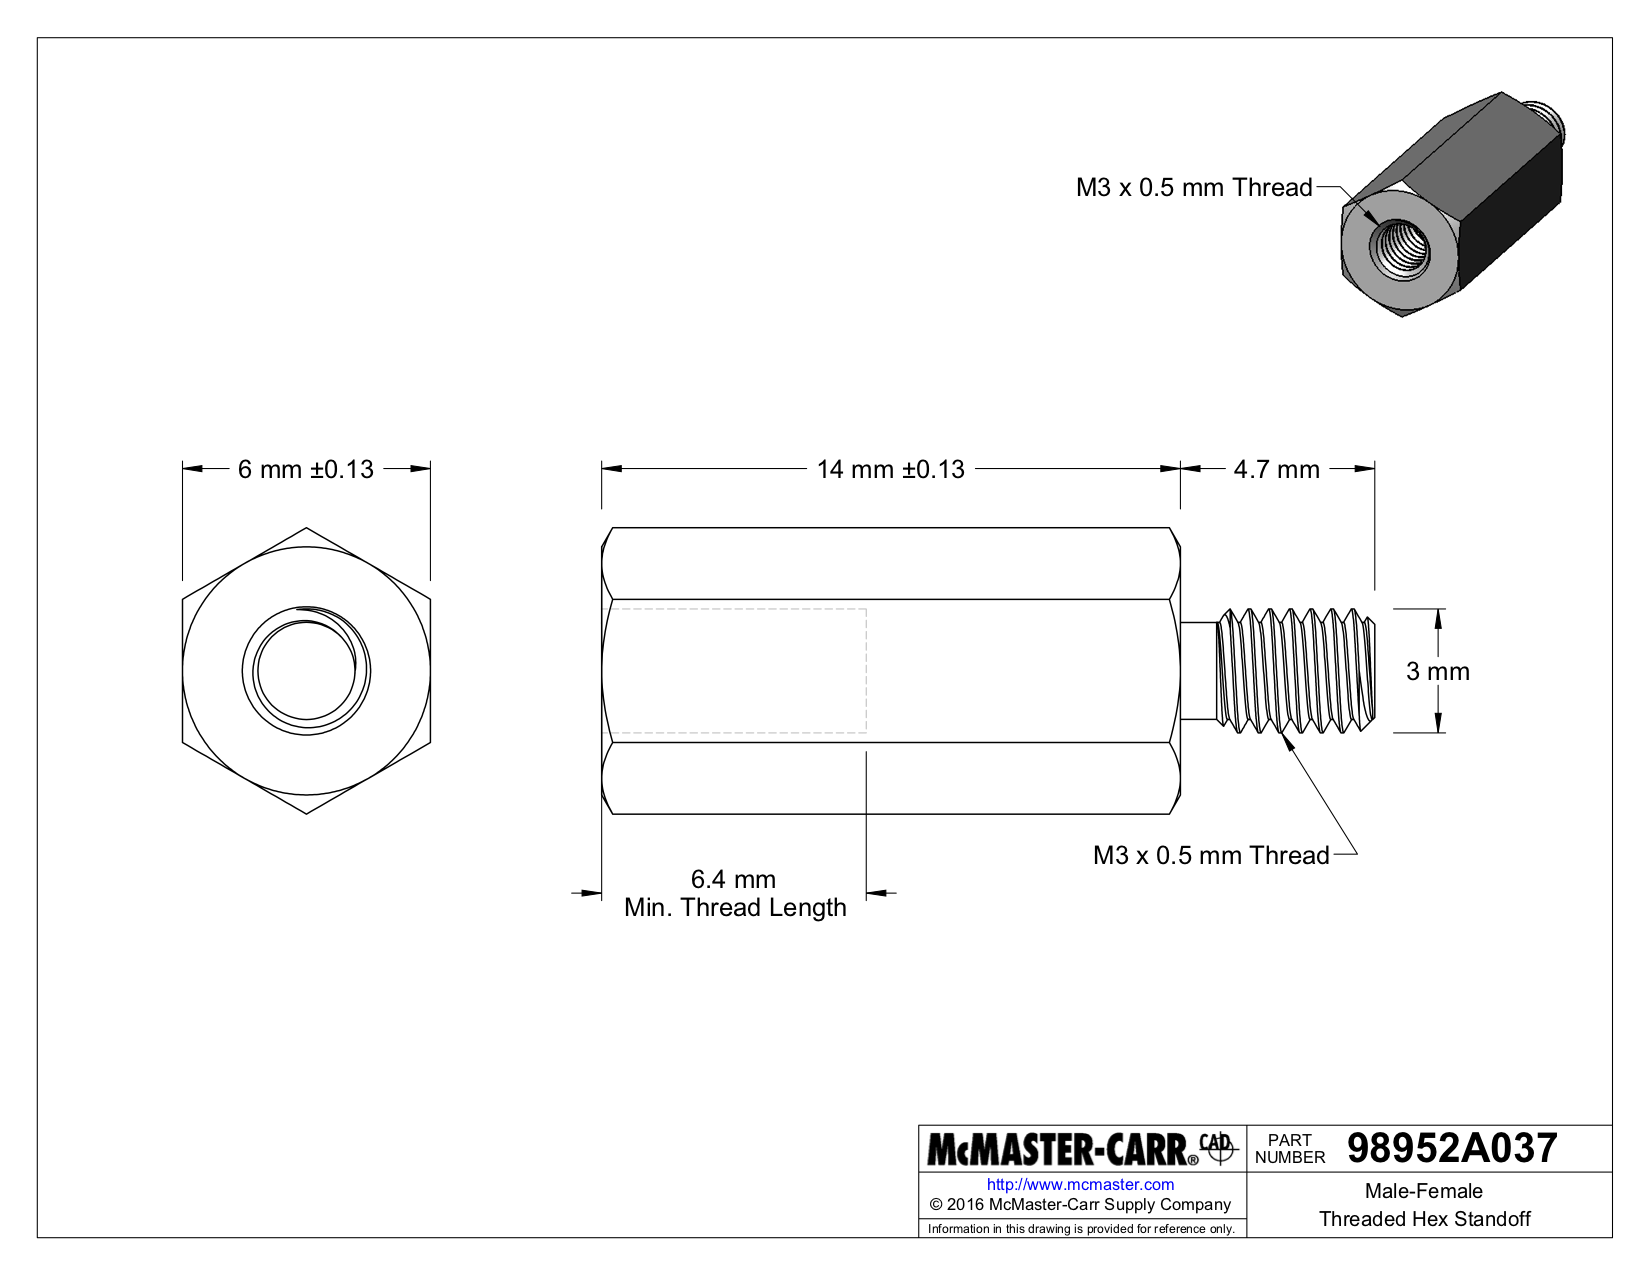 M3 x 0.5 mm Thread
6 mm ±0.13
14 mm ±0.13
4.7 mm
3 mm
M3 x 0.5 mm Thread
6.4 mm
Min. Thread Length
McMASTER-CARR® CAD
PART
NUMBER
98952A037
http://www.mcmaster.com
© 2016 McMaster-Carr Supply Company
Information in this drawing is provided for reference only.
Male-Female
Threaded Hex Standoff